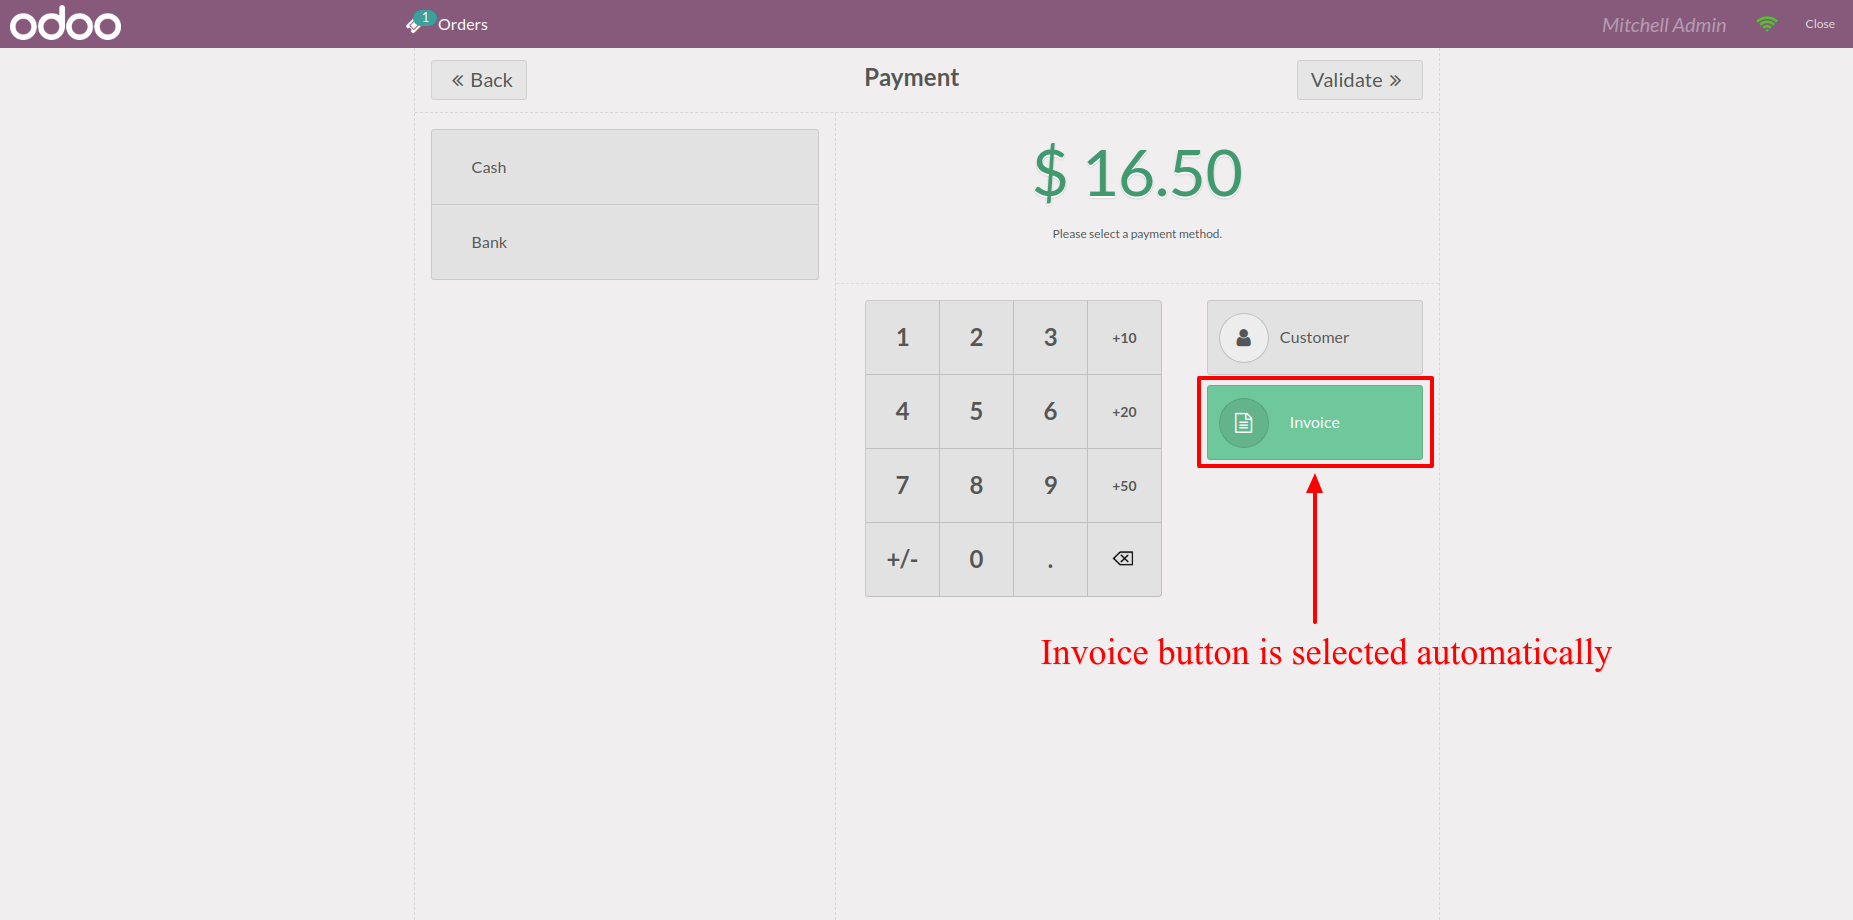 odoo
1
Orders
Mitchell Admin
Close
« Back
Payment
Validate »
Cash
Bank
$ 16.50
Please select a payment method.
1 2 3 +10
4 5 6 +20
7 8 9 +50
+/- 0 .
Customer
Invoice
Invoice button is selected automatically